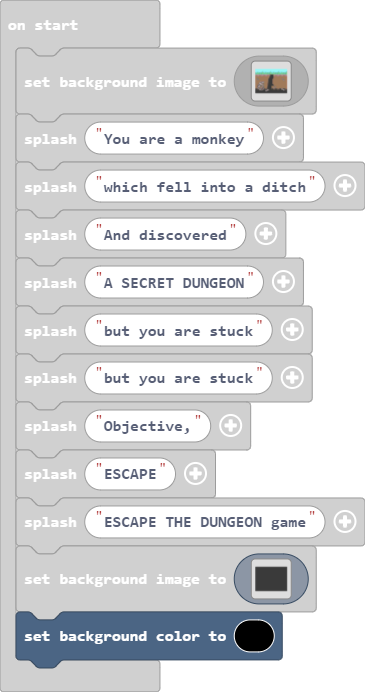 on start
set background image to
splash "You are a monkey"
splash "which fell into a ditch"
splash "And discovered"
splash "A SECRET DUNGEON"
splash "but you are stuck"
splash "but you are stuck"
splash "Objective,"
splash "ESCAPE"
splash "ESCAPE THE DUNGEON game"
set background image to
set background color to